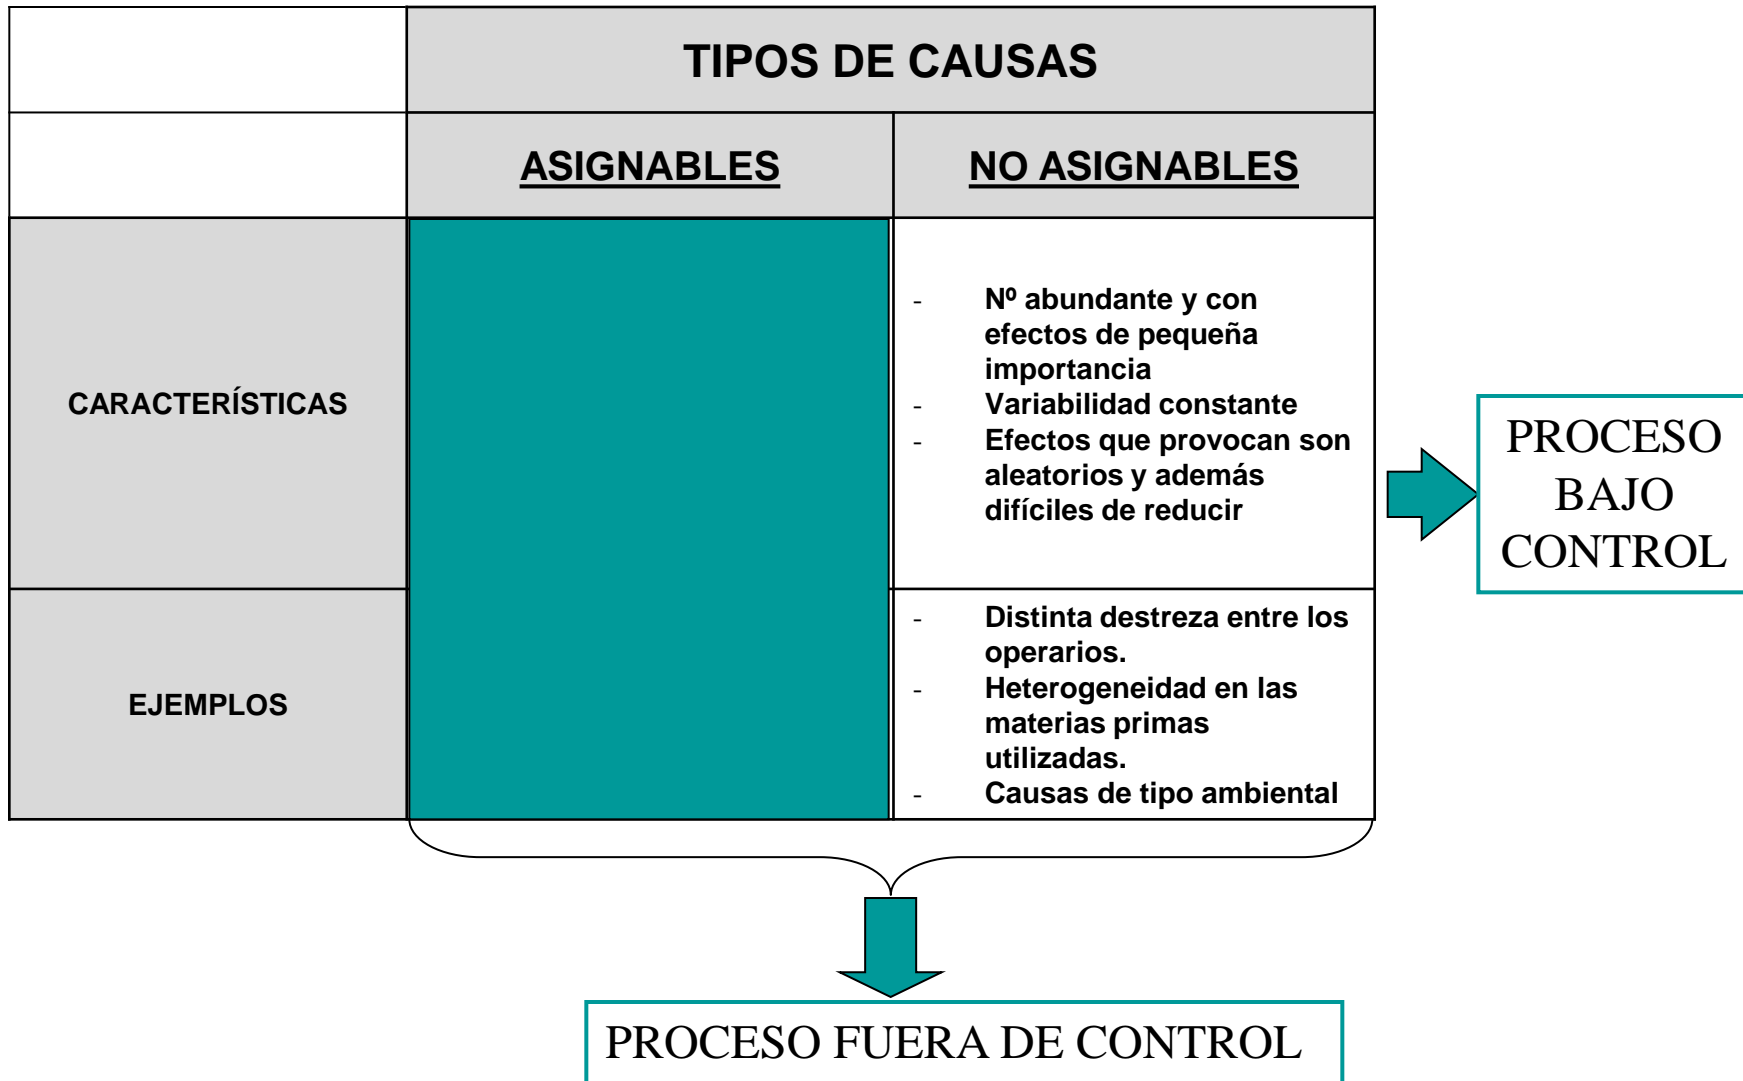 TIPOS DE CAUSAS
ASIGNABLES
NO ASIGNABLES
CARACTERÍSTICAS
- Nº abundante y con
efectos de pequeña
importancia
- Variabilidad constante
- Efectos que provocan son
aleatorios y además
difíciles de reducir
PROCESO
BAJO
CONTROL
EJEMPLOS
- Distinta destreza entre los
operarios.
- Heterogeneidad en las
materias primas
utilizadas.
- Causas de tipo ambiental
PROCESO FUERA DE CONTROL